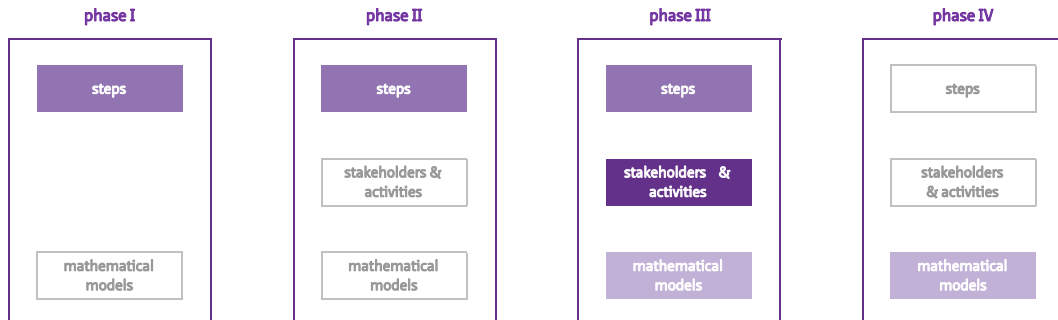 phase I
phase II
phase III
phase IV
steps
steps
steps
steps
stakeholders &
activities
stakeholders &
activities
stakeholders
& activities
mathematical
models
mathematical
models
mathematical
models
mathematical
models